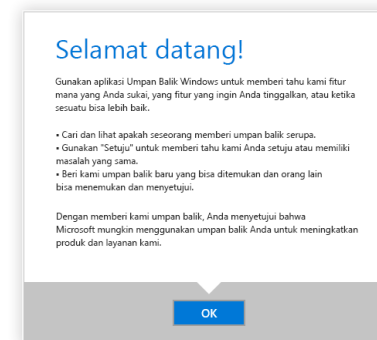 Selamat datang!
Gunakan aplikasi Umpan Balik Windows untuk memberi tahu kami fitur
mana yang Anda sukai, yang fitur yang ingin Anda tinggalkan, atau ketika
sesuatu bisa lebih baik.
• Cari dan lihat apakah seseorang memberi umpan balik serupa.
• Gunakan "Setuju" untuk memberi tahu kami Anda setuju atau memiliki
masalah yang sama.
• Beri kami umpan balik baru yang bisa ditemukan dan orang lain
bisa menemukan dan menyetujui.
Dengan memberi kami umpan balik, Anda menyetujui bahwa
Microsoft mungkin menggunakan umpan balik Anda untuk meningkatkan
produk dan layanan kami.
OK